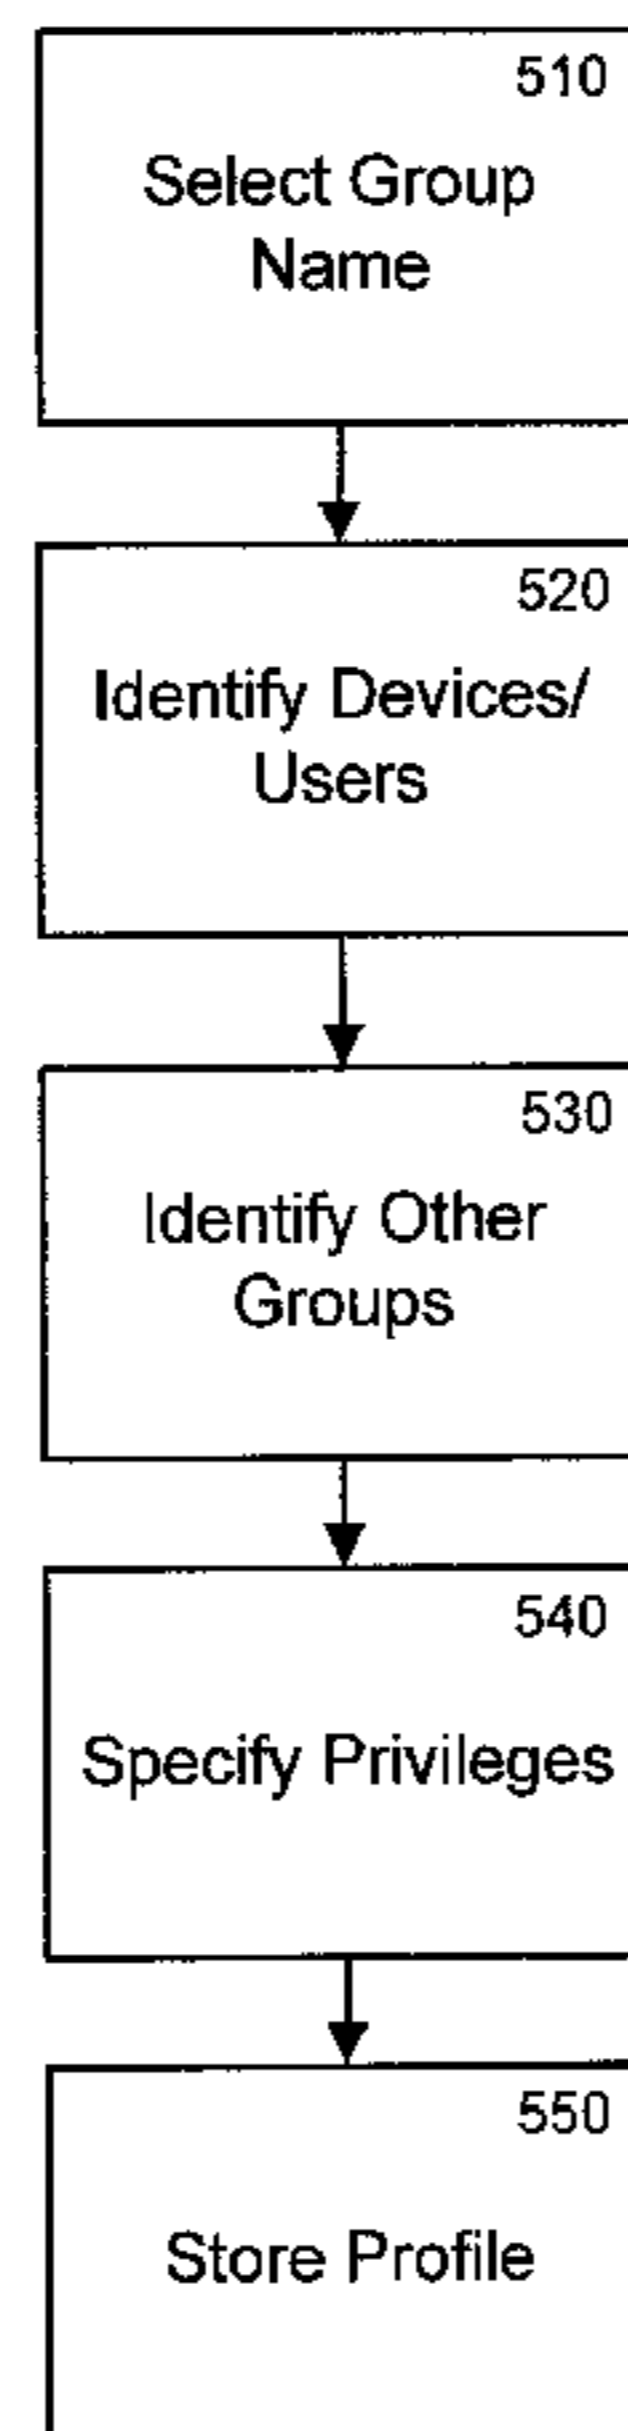 510
Select Group
Name
520
Identify Devices/
Users
530
Identify Other
Groups
540
Specify Privileges
550
Store Profile